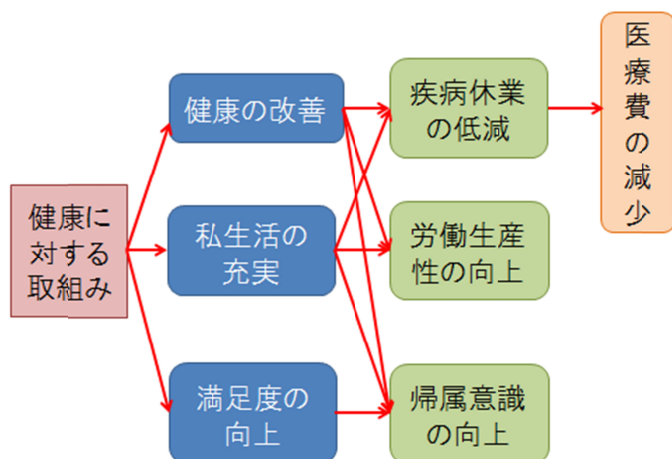 健康に
対する
取組み
健康の改善
私生活の
充実
満足度の
向上
疾病休業
の低減
労働生産
性の向上
帰属意識
の向上
医療費の減少